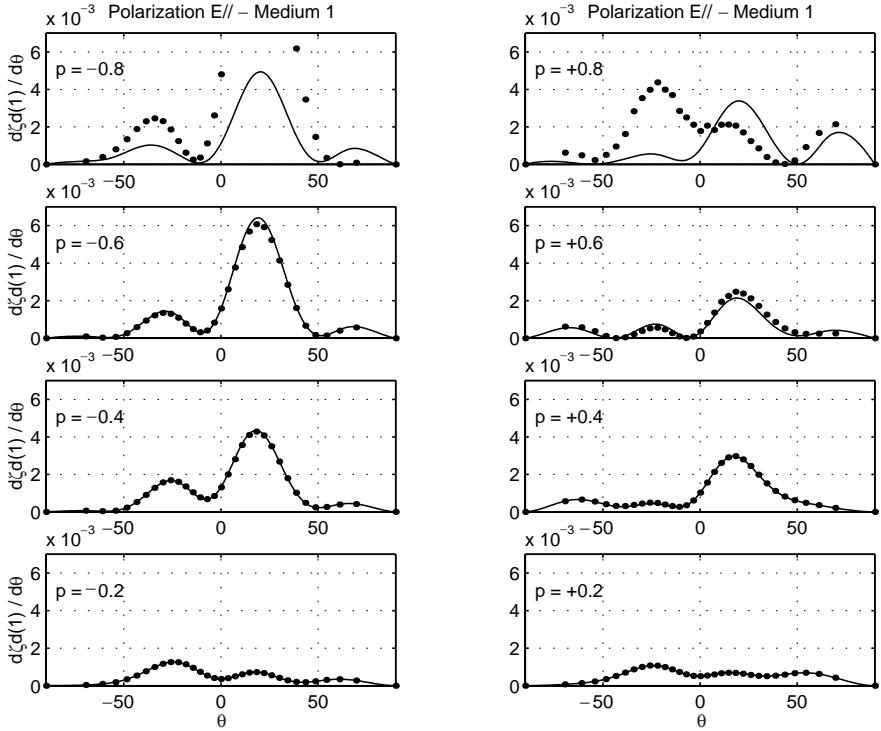 Polarization E// − Medium 1
x 10⁻³
dζd(1) / dθ
6
4
2
0
p = −0.8
−50
0
50
x 10⁻³
dζd(1) / dθ
6
4
2
0
p = −0.6
−50
0
50
x 10⁻³
dζd(1) / dθ
6
4
2
0
p = −0.4
−50
0
50
x 10⁻³
dζd(1) / dθ
6
4
2
0
p = −0.2
−50
0
50
θ
Polarization E// − Medium 1
x 10⁻³
6
4
2
0
p = +0.8
−50
0
50
x 10⁻³
6
4
2
0
p = +0.6
−50
0
50
x 10⁻³
6
4
2
0
p = +0.4
−50
0
50
x 10⁻³
6
4
2
0
p = +0.2
−50
0
50
θ